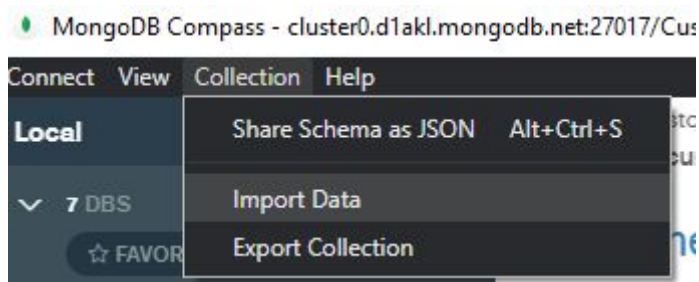 MongoDB Compass - cluster0.d1akl.mongodb.net:27017/Cus
Connect View Collection Help
Local
Share Schema as JSON Alt+Ctrl+S
7 DBS
Import Data
FAVOR
Export Collection